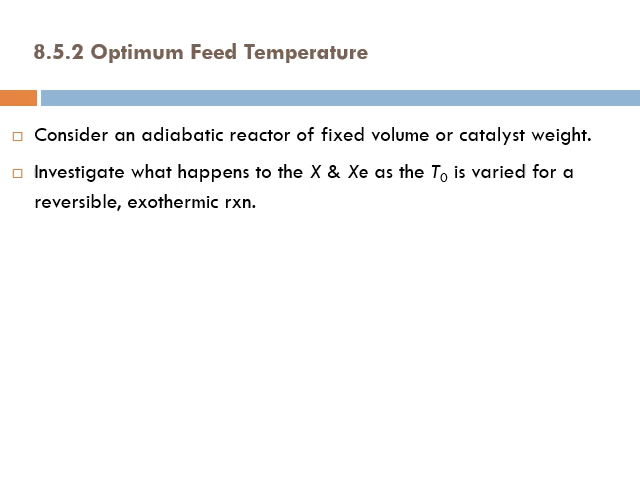 8.5.2 Optimum Feed Temperature
Consider an adiabatic reactor of fixed volume or catalyst weight.
Investigate what happens to the X & Xe as the T0 is varied for a
reversible, exothermic rxn.